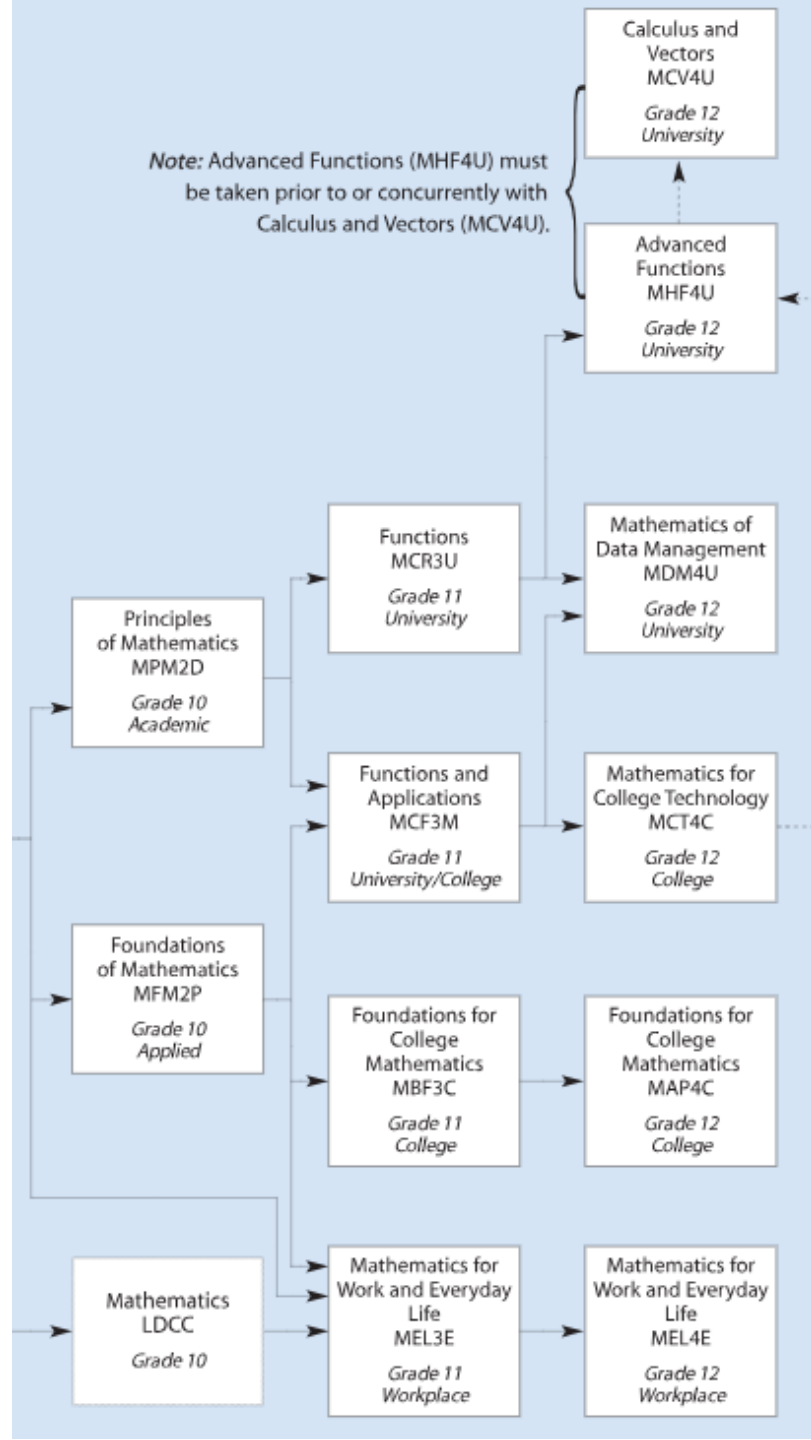 Calculus and
Vectors
MCV4U
Grade 12
University
Note: Advanced Functions (MHF4U) must
be taken prior to or concurrently with
Calculus and Vectors (MCV4U).
Advanced
Functions
MHF4U
Grade 12
University
Functions
MCR3U
Grade 11
University
Mathematics of
Data Management
MDM4U
Grade 12
University
Principles
of Mathematics
MPM2D
Grade 10
Academic
Functions and
Applications
MCF3M
Grade 11
University/College
Mathematics for
College Technology
MCT4C
Grade 12
College
Foundations
of Mathematics
MFM2P
Grade 10
Applied
Foundations for
College
Mathematics
MBF3C
Grade 11
College
Foundations for
College
Mathematics
MAP4C
Grade 12
College
Mathematics
LDCC
Grade 10
Mathematics for
Work and Everyday
Life
MEL3E
Grade 11
Workplace
Mathematics for
Work and Everyday
Life
MEL4E
Grade 12
Workplace